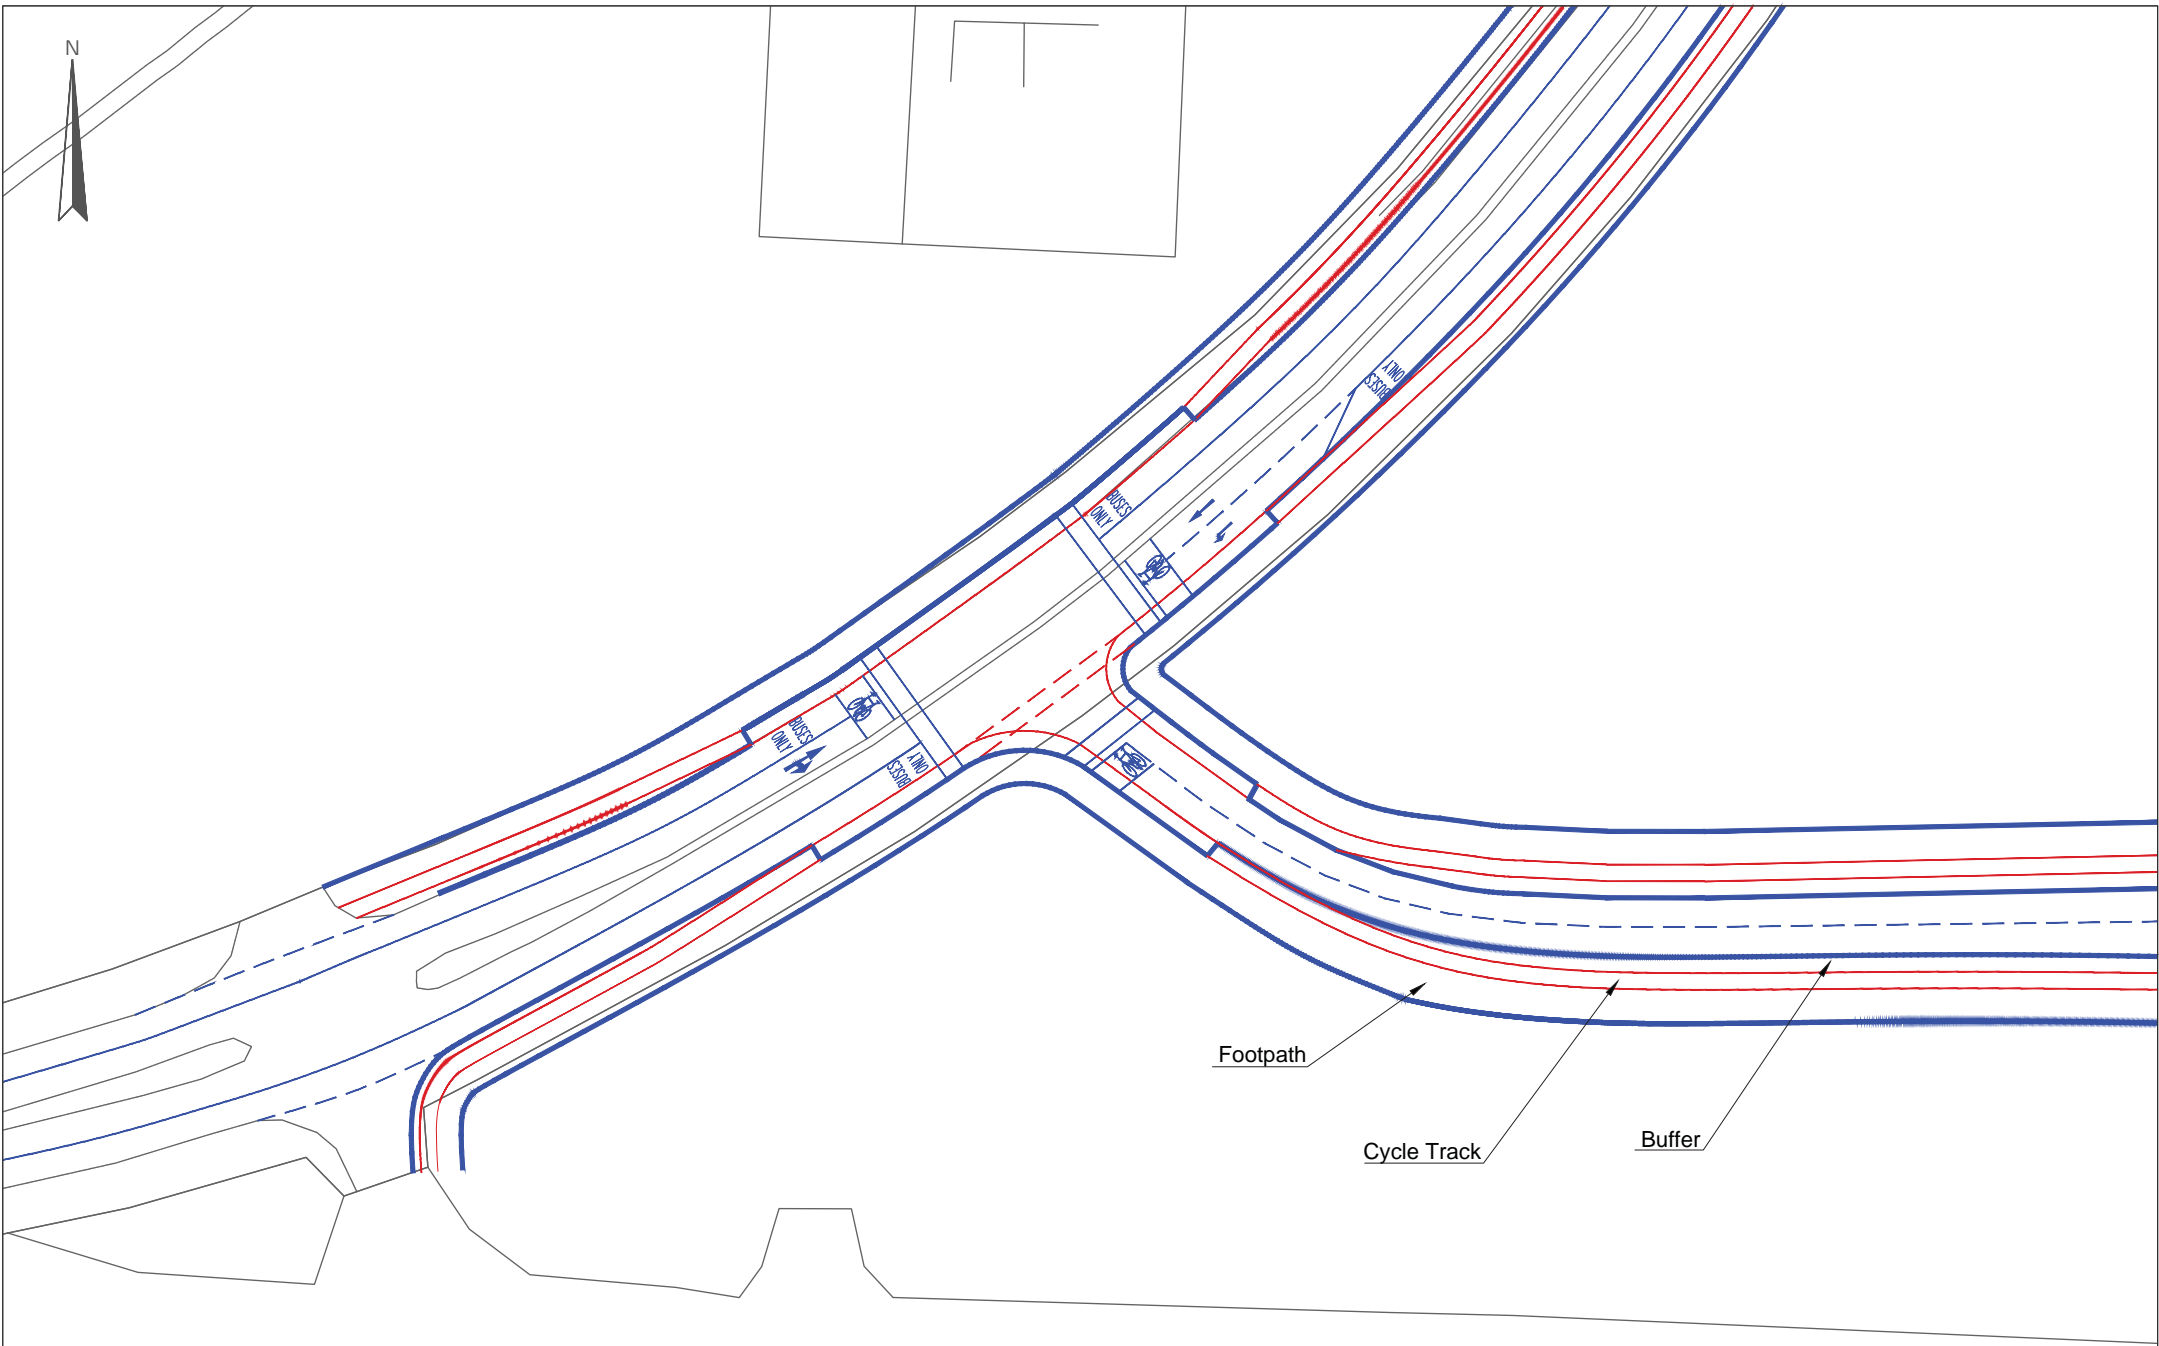 N
ONLY
BUSES
BUSES
ONLY
BUSES
ONLY
ONLY
BUSES
Footpath
Cycle Track
Buffer